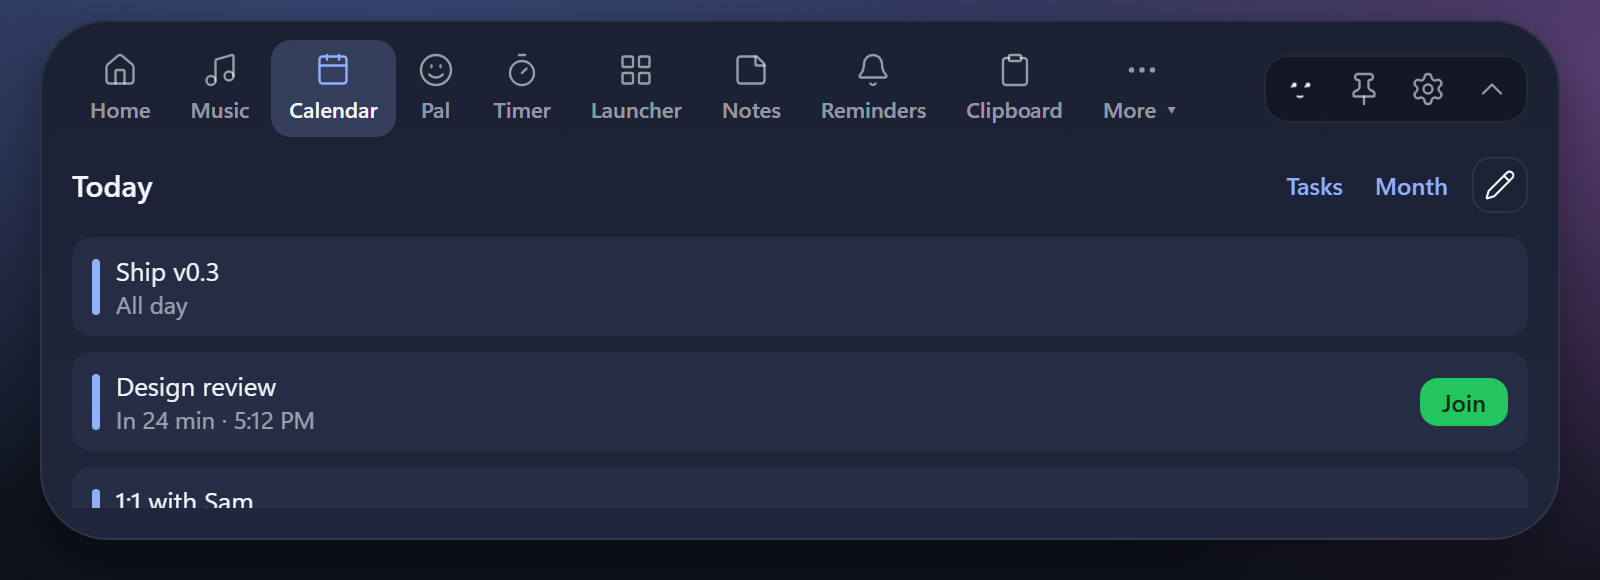 Home Music Calendar Pal Timer Launcher Notes Reminders Clipboard More
Today Tasks Month
Ship v0.3
All day
Design review
In 24 min · 5:12 PM
Join
1:1 with Sam